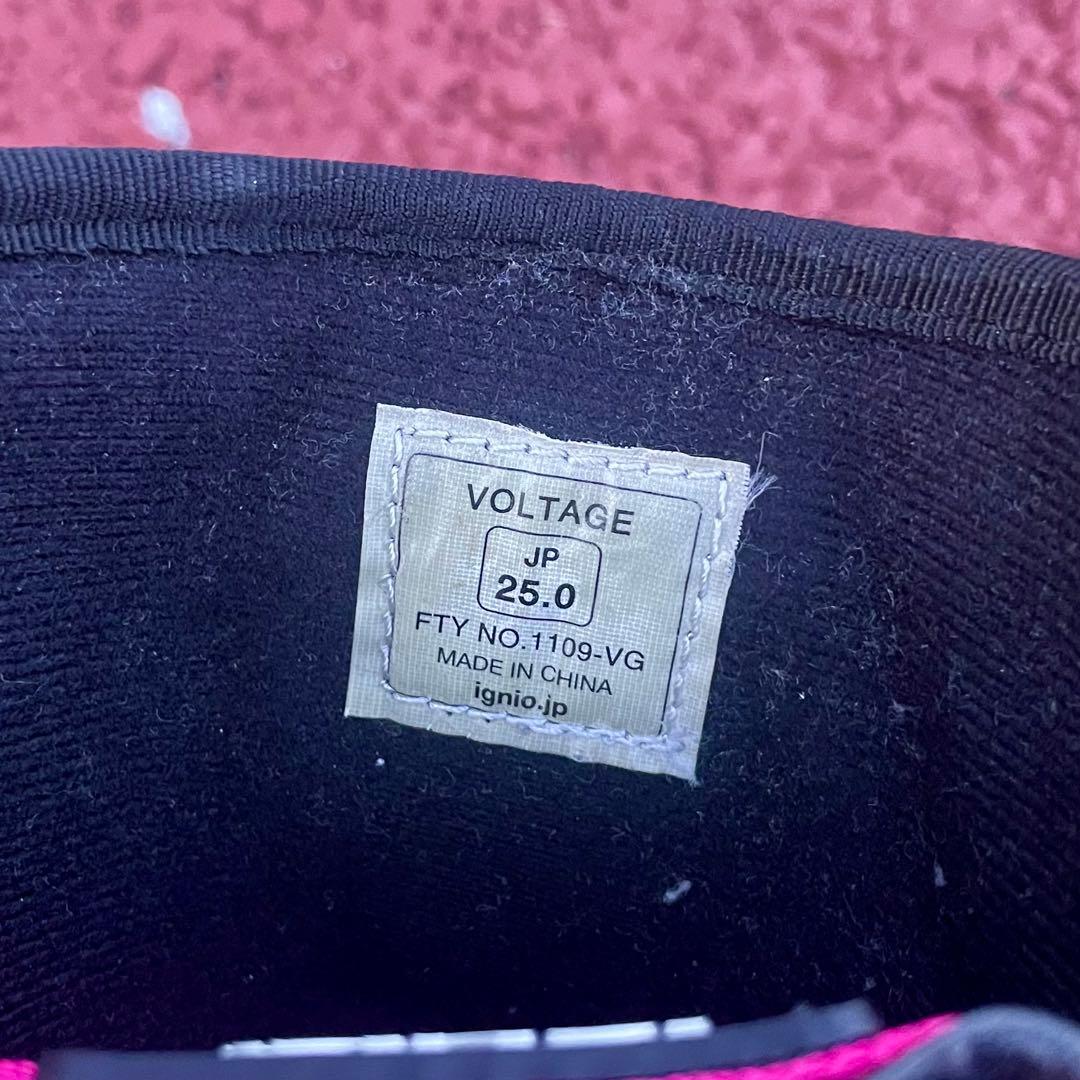 VOLTAGE
JP
25.0
FTY NO.1109-VG
MADE IN CHINA
ignio.jp